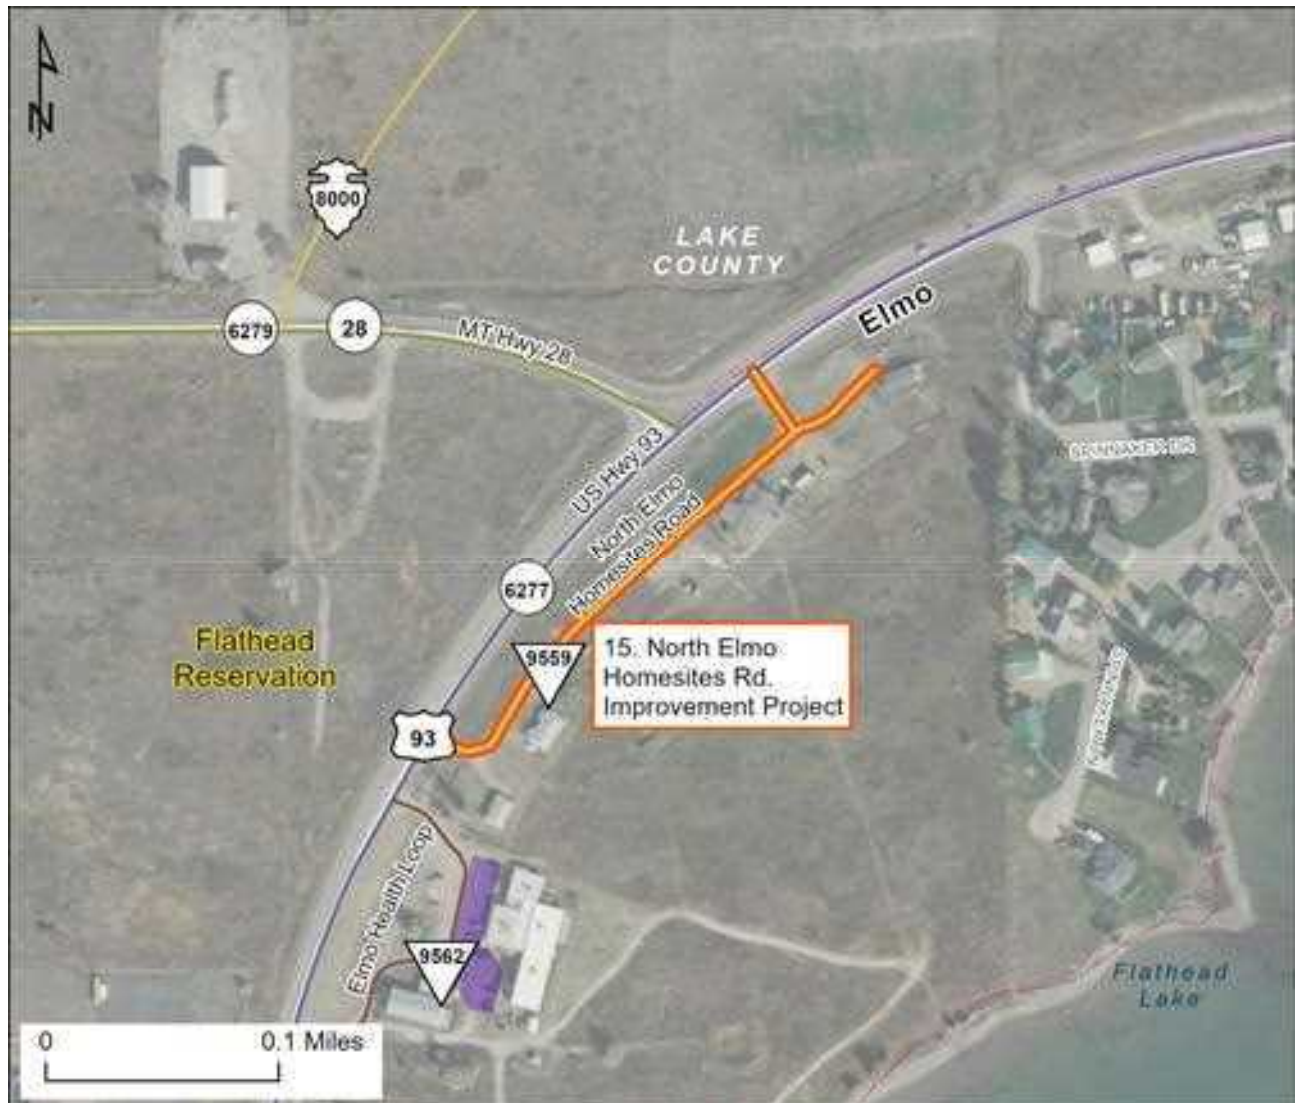 N
8000
LAKE
COUNTY
6279
28
MT Hwy 28
Elmo
US Hwy 93
North Elmo
Homesites Road
SPINNAKER DR
6277
Flathead
Reservation
9559
15. North Elmo
Homesites Rd.
Improvement Project
93
Elmo Health Loop
9562
Flathead
Lake
0
0.1 Miles